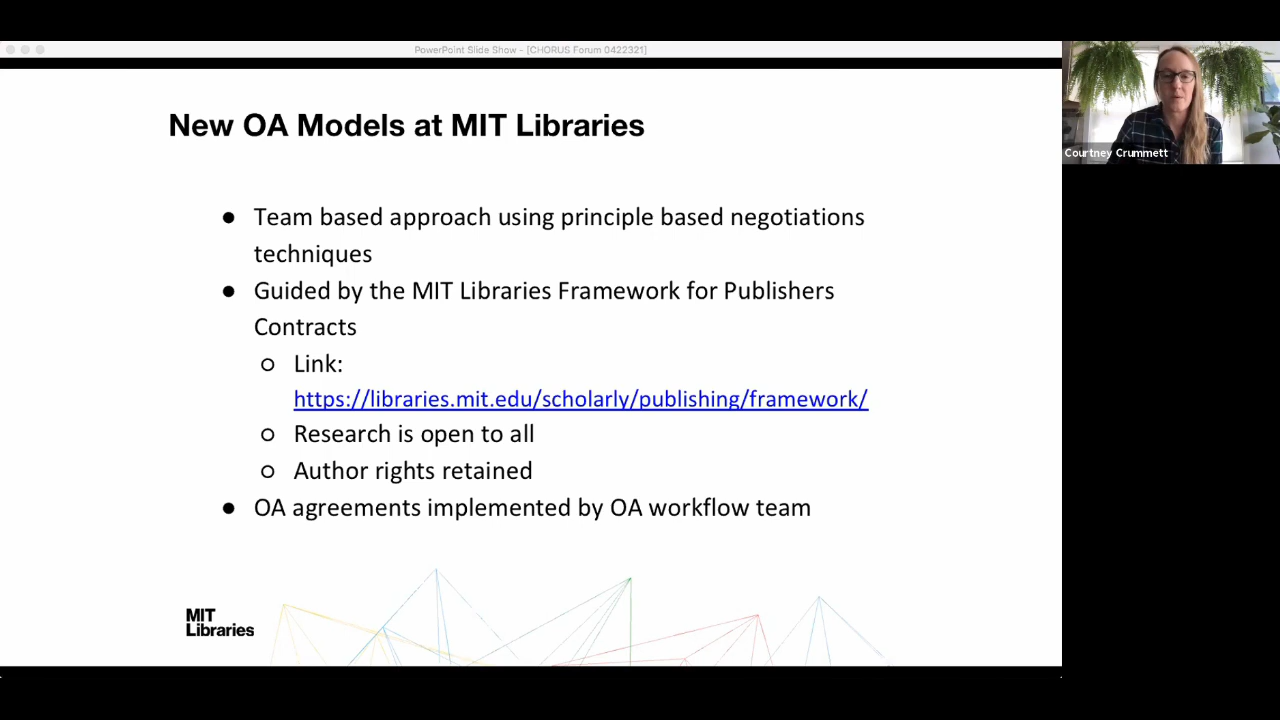 PowerPoint Slide Show - [CHORUS Forum 0422321]
New OA Models at MIT Libraries
● Team based approach using principle based negotiations
techniques
● Guided by the MIT Libraries Framework for Publishers
Contracts
○ Link:
https://libraries.mit.edu/scholarly/publishing/framework/
○ Research is open to all
○ Author rights retained
● OA agreements implemented by OA workflow team
MIT
Libraries
Courtney Crummett